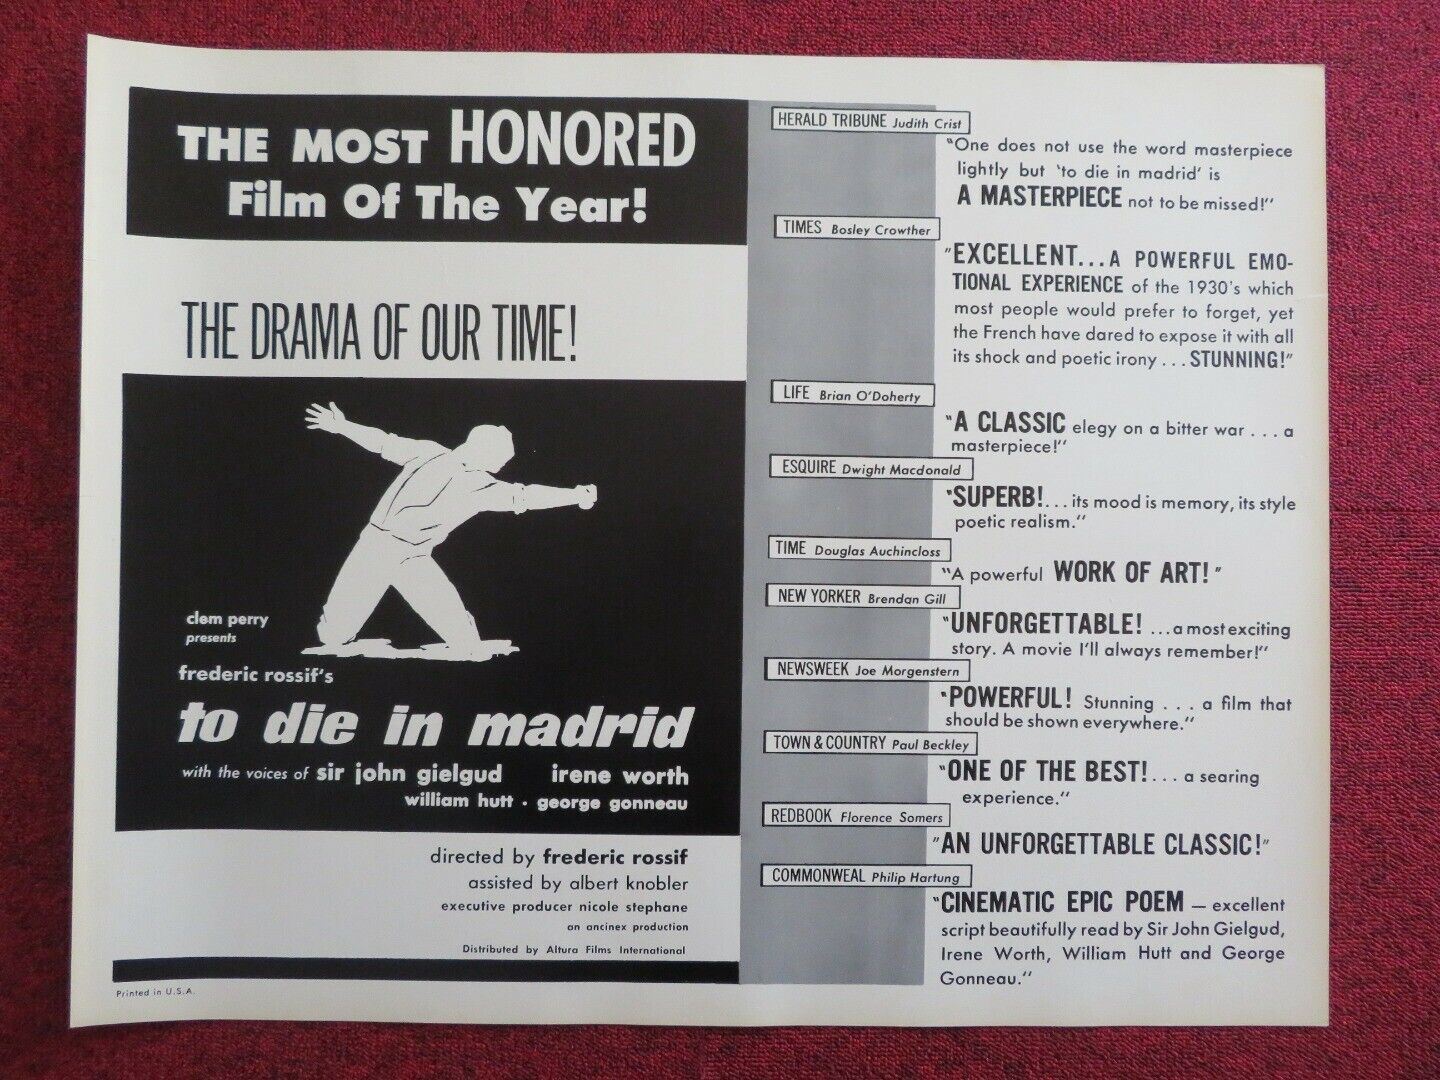 THE MOST HONORED
Film Of The Year!
THE DRAMA OF OUR TIME!
clem perry
presents
frederic rossif's
to die in madrid
with the voices of sir john gielgud irene worth
william hutt · george gonneau
directed by frederic rossif
assisted by albert knobler
executive producer nicole stephane
an ancinex production
Distributed by Altura Films International
Printed in U.S.A.
HERALD TRIBUNE Judith Crist
"One does not use the word masterpiece
lightly but 'to die in madrid' is
A MASTERPIECE not to be missed!"
TIMES Bosley Crowther
"EXCELLENT...A POWERFUL EMO-
TIONAL EXPERIENCE of the 1930's which
most people would prefer to forget, yet
the French have dared to expose it with all
its shock and poetic irony ... STUNNING!"
LIFE Brian O'Doherty
"A CLASSIC elegy on a bitter war ... a
masterpiece!"
ESQUIRE Dwight Macdonald
"SUPERB!...its mood is memory, its style
poetic realism."
TIME Douglas Auchincloss
"A powerful WORK OF ART!"
NEW YORKER Brendan Gill
"UNFORGETTABLE! ...a most exciting
story. A movie I'll always remember!"
NEWSWEEK Joe Morgenstern
"POWERFUL! Stunning ... a film that
should be shown everywhere."
TOWN & COUNTRY Paul Beckley
"ONE OF THE BEST!... a searing
experience."
REDBOOK Florence Somers
"AN UNFORGETTABLE CLASSIC!"
COMMONWEAL Philip Hartung
"CINEMATIC EPIC POEM — excellent
script beautifully read by Sir John Gielgud,
Irene Worth, William Hutt and George
Gonneau."